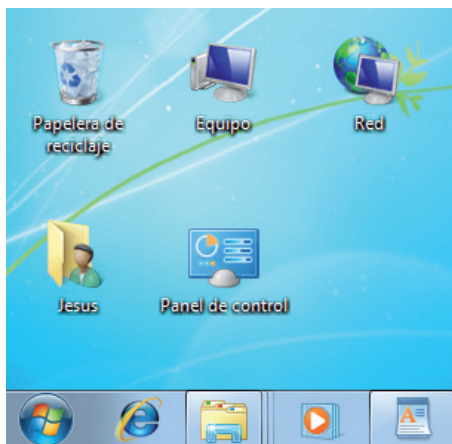 Papelera de
reciclaje
Equipo
Red
Jesus
Panel de control